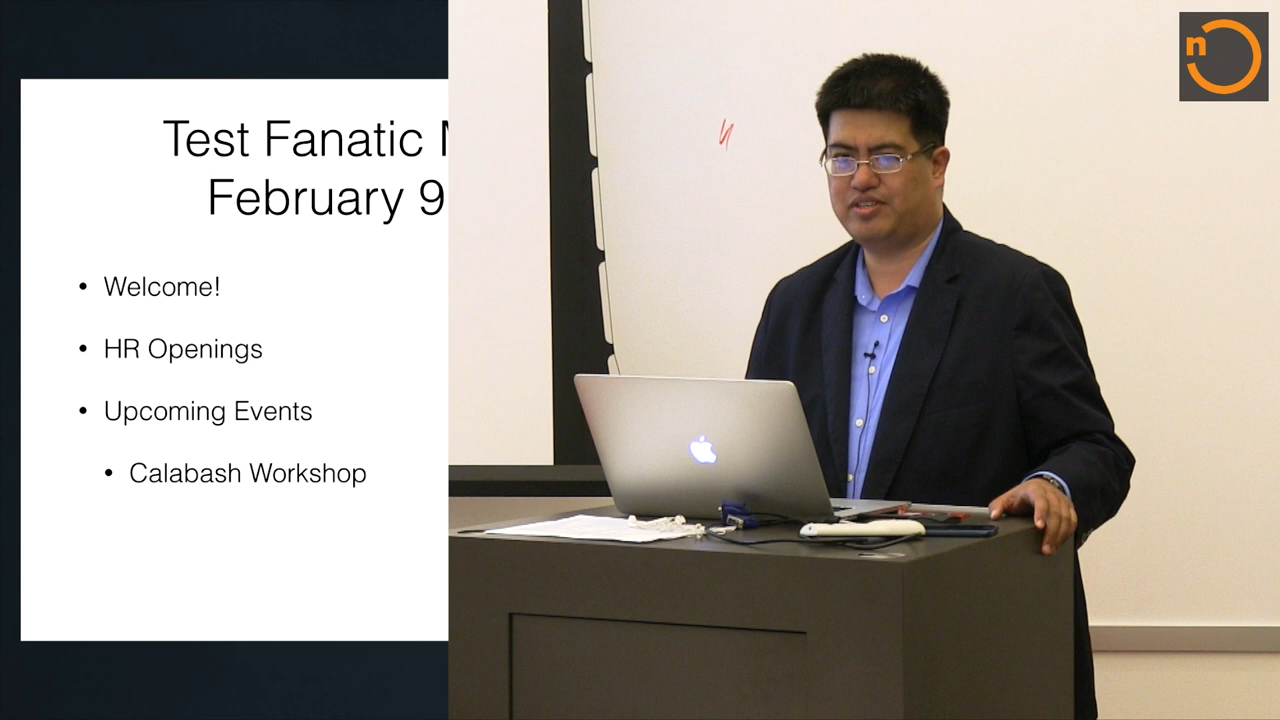 Test Fanatic
February 9
• Welcome!
• HR Openings
• Upcoming Events
• Calabash Workshop
n